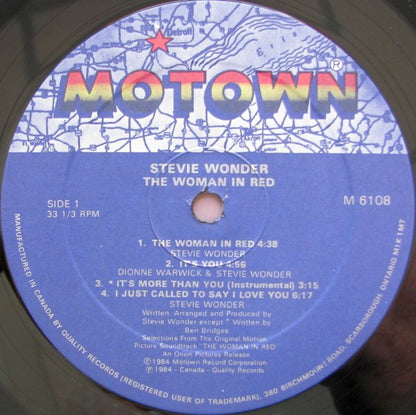 Detroit
Erie
MOTOWN®
STEVIE WONDER
THE WOMAN IN RED
SIDE 1
33 1/3 RPM
M 6108
1. THE WOMAN IN RED 4:38
STEVIE WONDER
2. IT'S YOU 4:56
DIONNE WARWICK & STEVIE WONDER
3. * IT'S MORE THAN YOU (Instrumental) 3:15
4. I JUST CALLED TO SAY I LOVE YOU 6:17
STEVIE WONDER
Written, Arranged and Produced by
Stevie Wonder except * Written by
Ben Bridges
Selections From The Original Motion
Picture Soundtrack 'THE WOMAN IN RED
An Orion Pictures Release
℗1984 Motown Record Corporation
℗1984 - Canada - Quality Records
MANUFACTURED IN CANADA BY QUALITY RECORDS (REGISTERED USER OF TRADEMARK), 380 BIRCHMOUNT ROAD, SCARBOROUGH, ONTARIO M1K 1M7